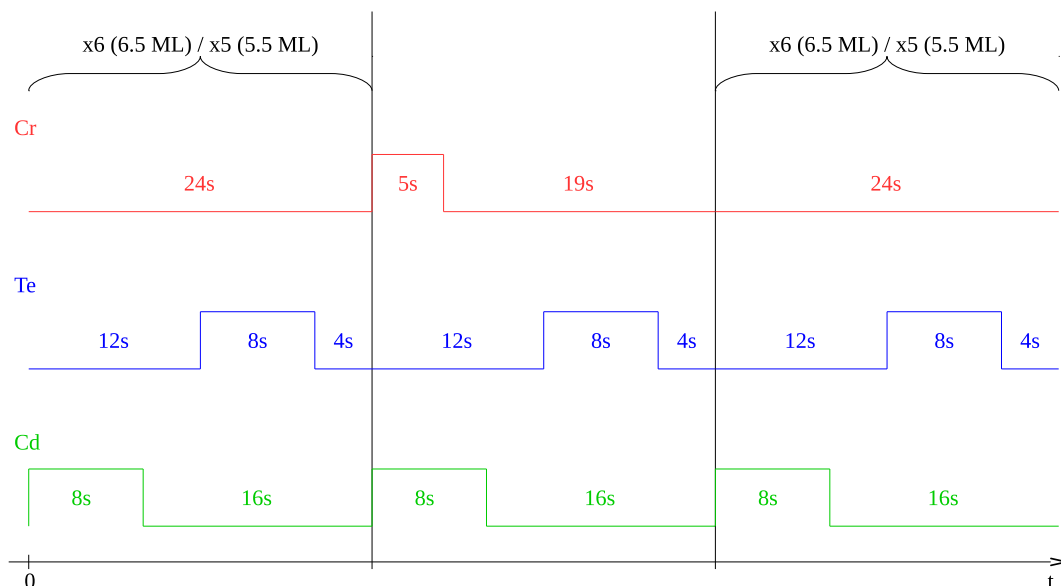 x6 (6.5 ML) / x5 (5.5 ML) x6 (6.5 ML) / x5 (5.5 ML)
Cr
24s 5s 19s 24s
Te
12s 8s 4s 12s 8s 4s 12s 8s 4s
Cd
8s 16s 8s 16s 8s 16s
0 t